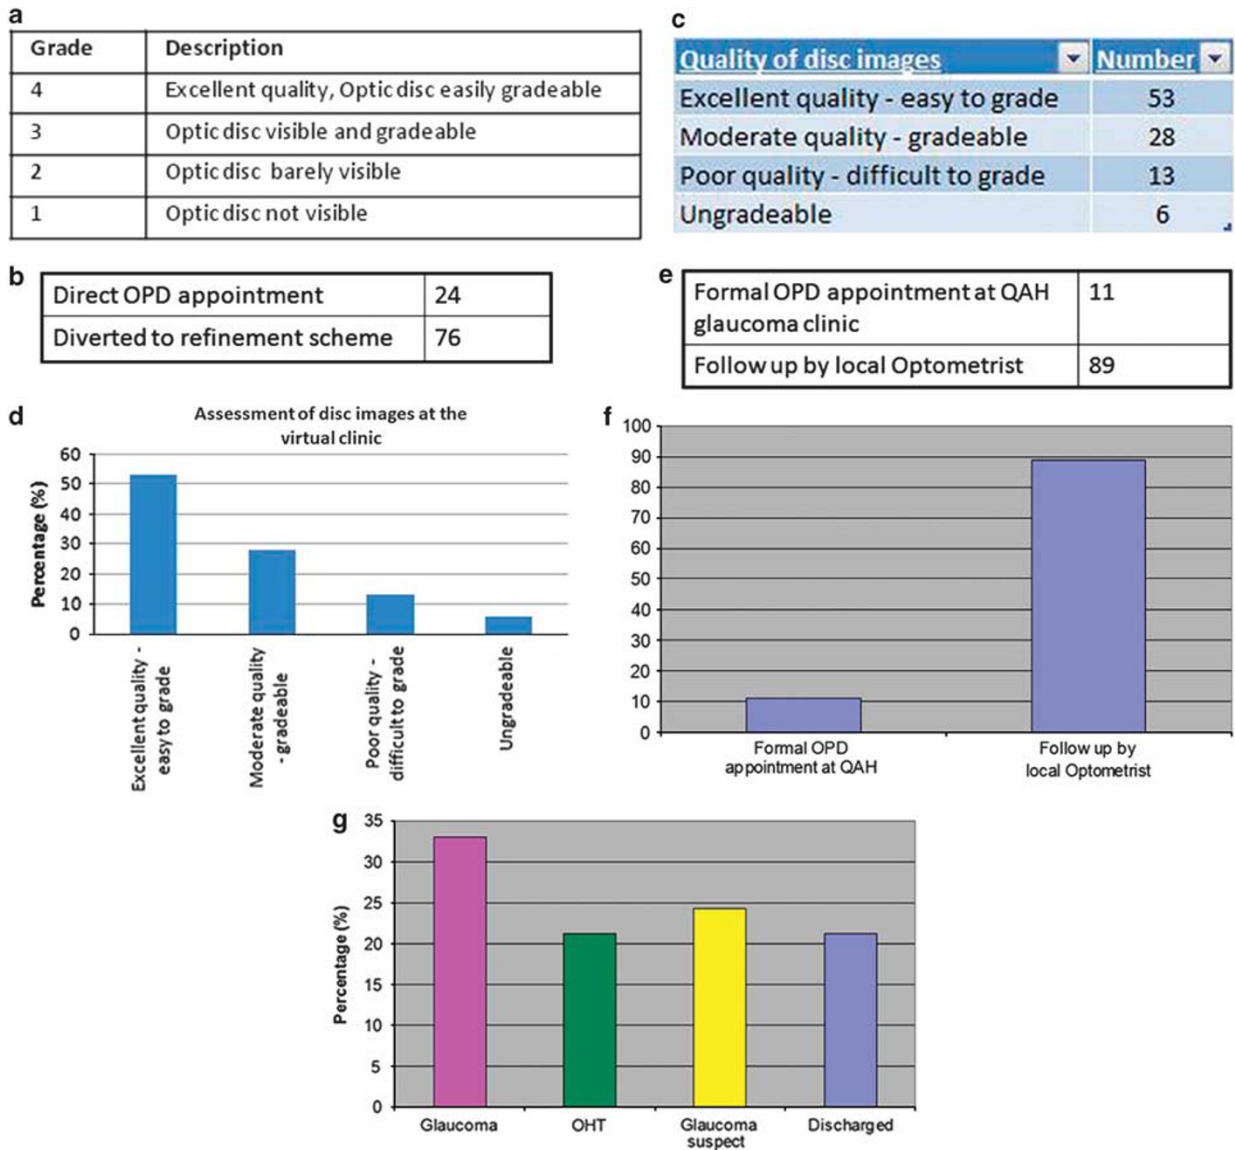 a
Grade Description
4 Excellent quality, Optic disc easily gradeable
3 Optic disc visible and gradeable
2 Optic disc barely visible
1 Optic disc not visible
b
Direct OPD appointment 24
Diverted to refinement scheme 76
c
Quality of disc images Number
Excellent quality - easy to grade 53
Moderate quality - gradeable 28
Poor quality - difficult to grade 13
Ungradeable 6
e
Formal OPD appointment at QAH 11
glaucoma clinic
Follow up by local Optometrist 89
d
Assessment of disc images at the
virtual clinic
Percentage (%)
60
50
40
30
20
10
0
Excellent quality -
easy to grade
Moderate quality
- gradeable
Poor quality -
difficult to grade
Ungradeable
f
100
90
80
70
60
50
40
30
20
10
0
Formal OPD
appointment at QAH
Follow up by
local Optometrist
g
Percentage (%)
35
30
25
20
15
10
5
0
Glaucoma
OHT
Glaucoma
suspect
Discharged